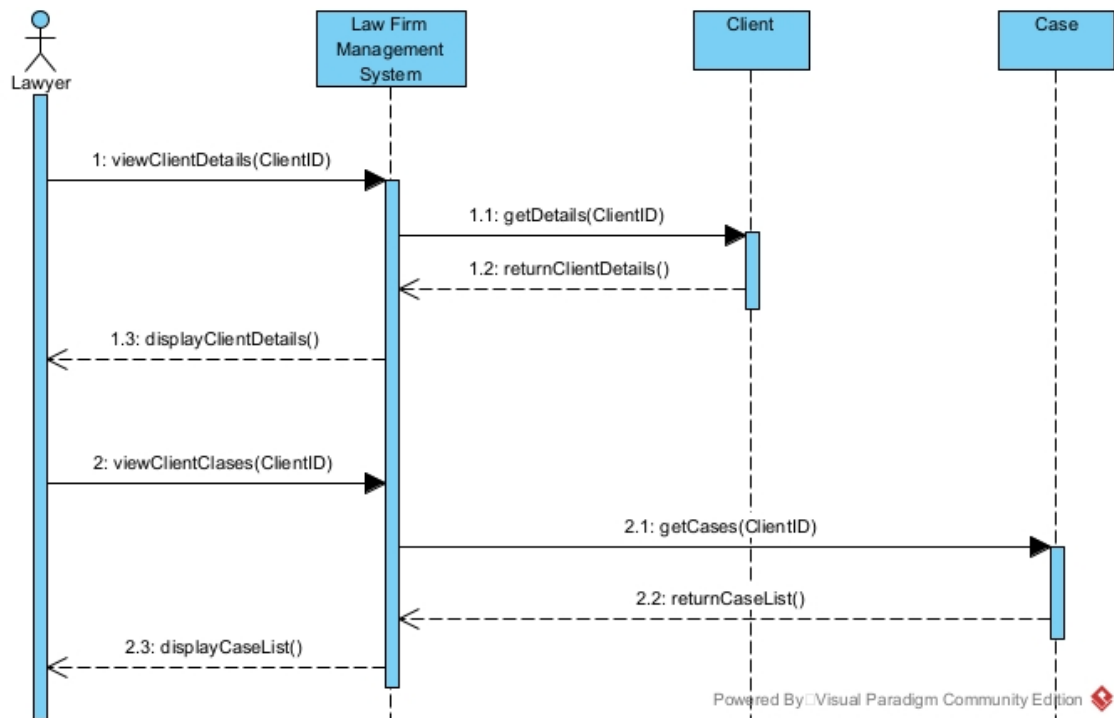 Lawyer
Law Firm
Management
System
Client
Case
1: viewClientDetails(ClientID)
1.1: getDetails(ClientID)
1.2: returnClientDetails()
1.3: displayClientDetails()
2: viewClientClases(ClientID)
2.1: getCases(ClientID)
2.2: returnCaseList()
2.3: displayCaseList()
Powered By Visual Paradigm Community Edition